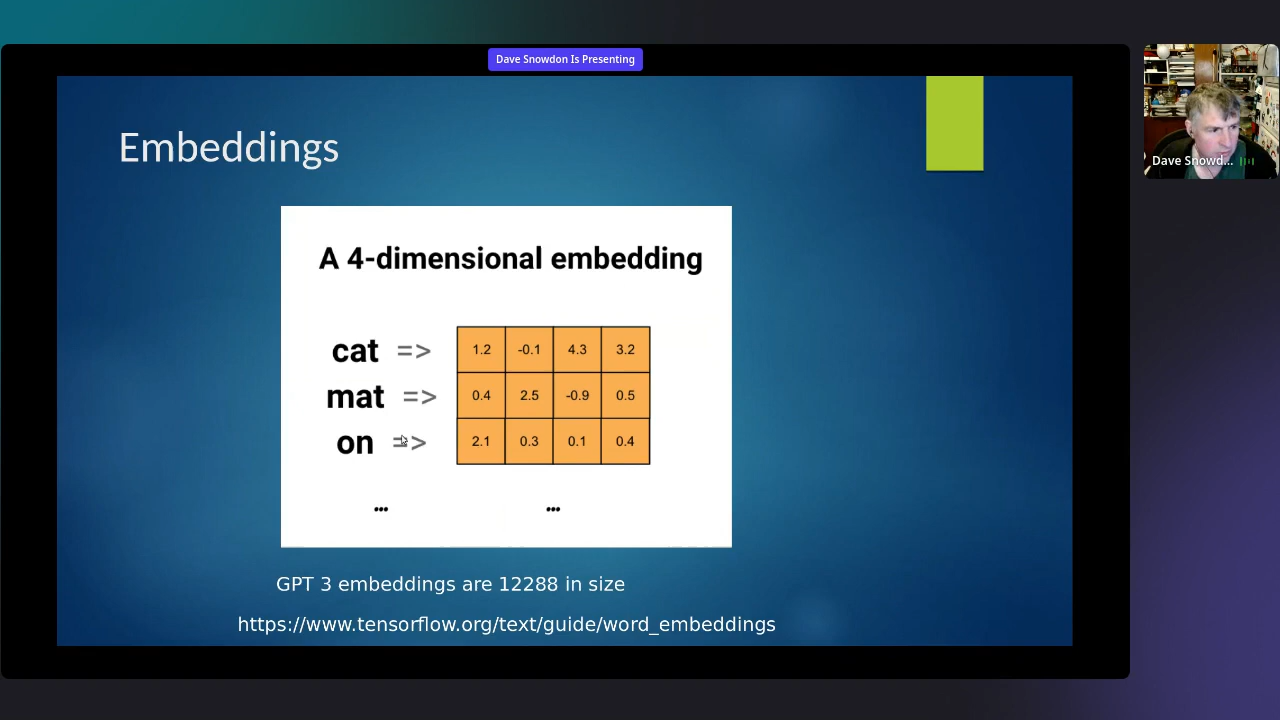 Dave Snowdon Is Presenting
Embeddings
A 4-dimensional embedding
cat => 1.2 -0.1 4.3 3.2
mat => 0.4 2.5 -0.9 0.5
on => 2.1 0.3 0.1 0.4
... ...
GPT 3 embeddings are 12288 in size
https://www.tensorflow.org/text/guide/word_embeddings
Dave Snowd...